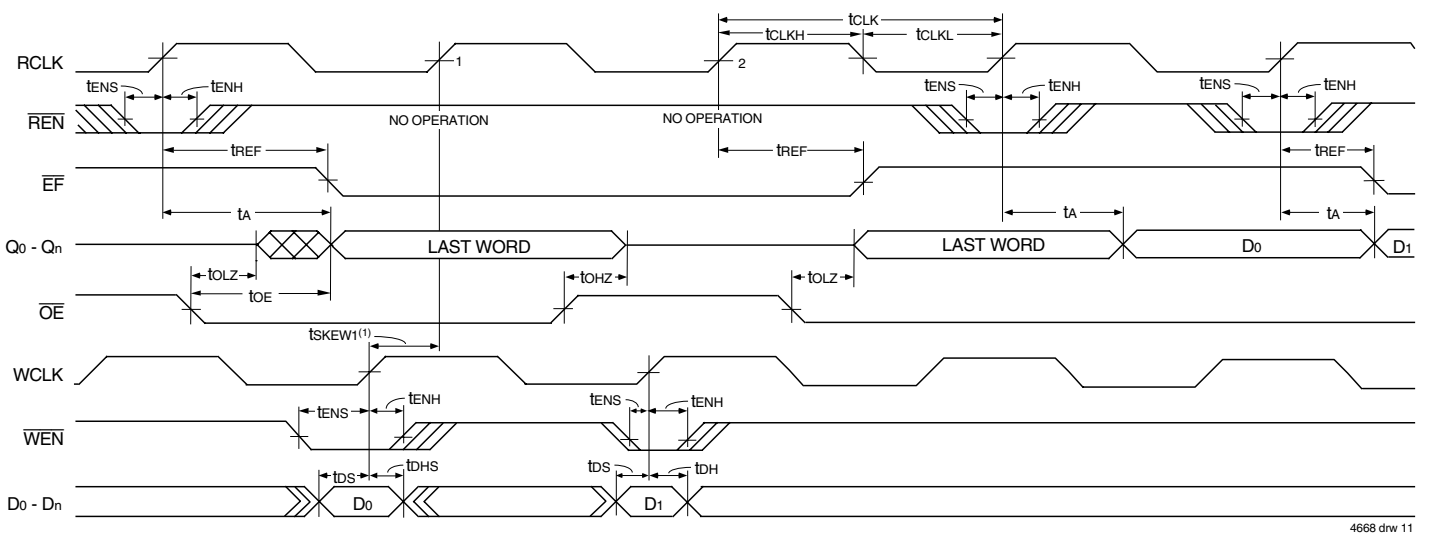 tCLK
tCLKH tCLKL
RCLK 1 2
tENS tENH tENS tENH tENS tENH
REN NO OPERATION NO OPERATION
tREF tREF tREF
EF
tA tA tA
Q0 - Qn LAST WORD LAST WORD D0 D1
tOLZ tOHZ tOLZ
tOE
OE
tSKEW1(1)
WCLK
tENS tENH tENS tENH
WEN
tDS tDHS tDS tDH
D0 - Dn D0 D1
4668 drw 11